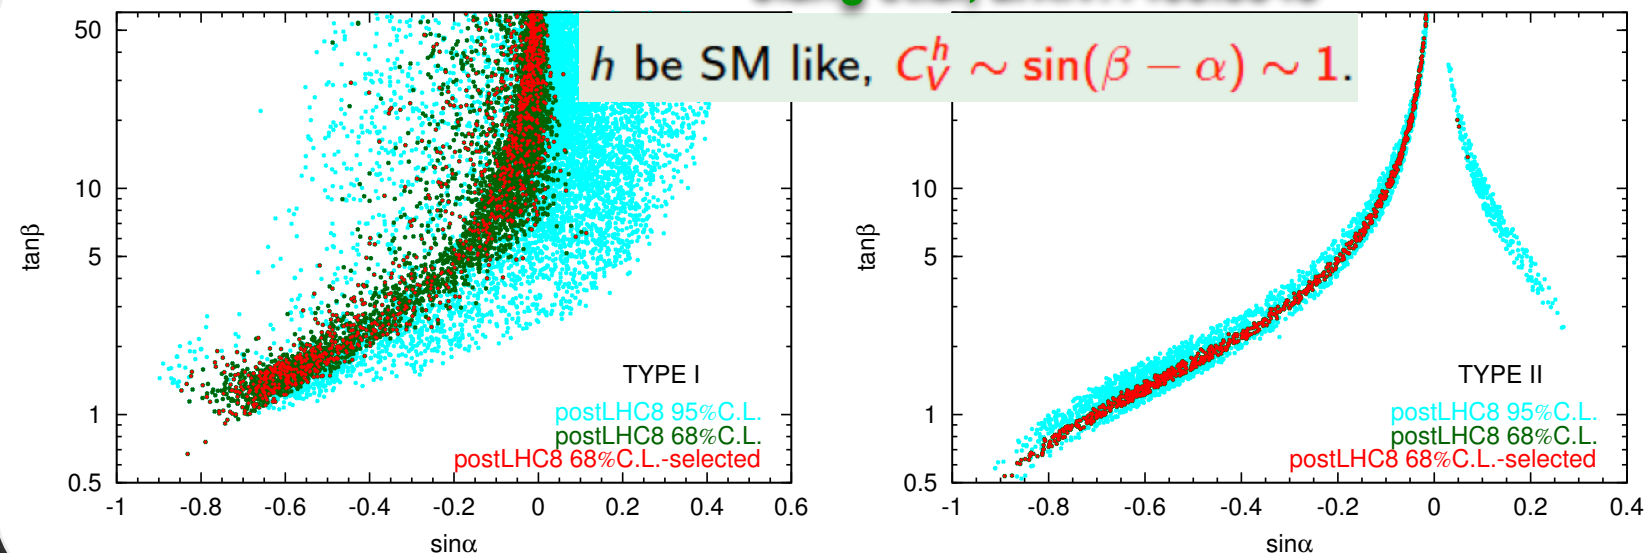 h be SM like, C_V^h ∼ sin(β − α) ∼ 1.
50
10
5
1
0.5
tanβ
TYPE I
postLHC8 95%C.L.
postLHC8 68%C.L.
postLHC8 68%C.L.-selected
-1 -0.8 -0.6 -0.4 -0.2 0 0.2 0.4 0.6
sinα
50
10
5
1
0.5
tanβ
TYPE II
postLHC8 95%C.L.
postLHC8 68%C.L.
postLHC8 68%C.L.-selected
-1 -0.8 -0.6 -0.4 -0.2 0 0.2 0.4
sinα